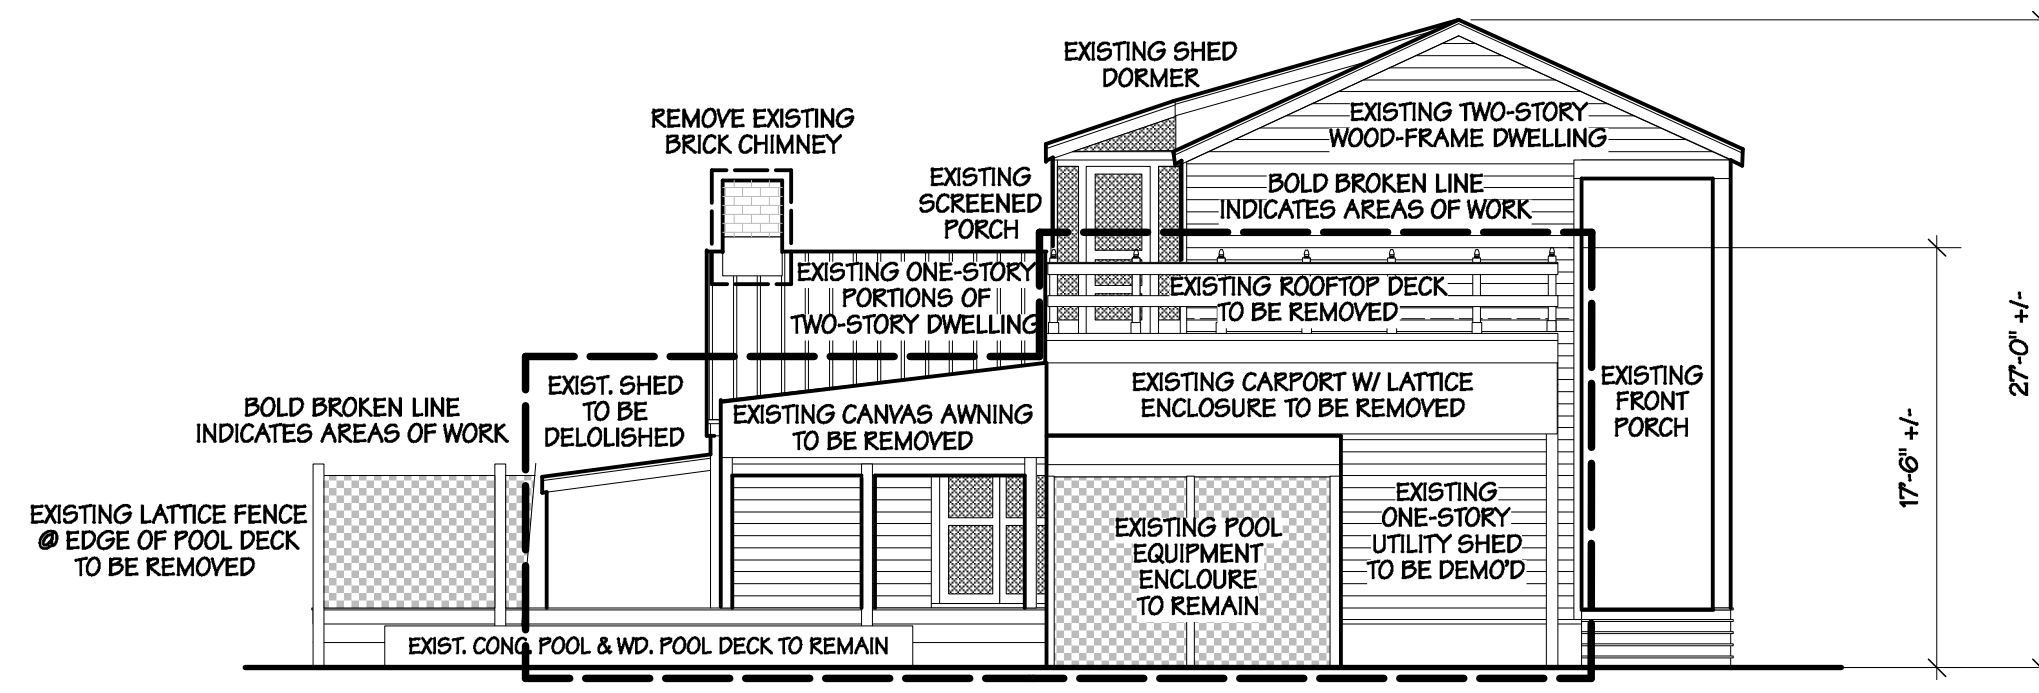 EXISTING SHED
DORMER
EXISTING TWO-STORY
WOOD-FRAME DWELLING
REMOVE EXISTING
BRICK CHIMNEY
EXISTING
SCREENED
PORCH
BOLD BROKEN LINE
INDICATES AREAS OF WORK
EXISTING ONE-STORY
PORTIONS OF
TWO-STORY DWELLING
EXISTING ROOFTOP DECK
TO BE REMOVED
27'-0" +/-
17'-6" +/-
EXIST. SHED
TO BE
DELOLISHED
EXISTING CARPORT W/ LATTICE
ENCLOSURE TO BE REMOVED
EXISTING
FRONT
PORCH
BOLD BROKEN LINE
INDICATES AREAS OF WORK
EXISTING CANVAS AWNING
TO BE REMOVED
EXISTING LATTICE FENCE
@ EDGE OF POOL DECK
TO BE REMOVED
EXISTING POOL
EQUIPMENT
ENCLOURE
TO REMAIN
EXISTING
ONE-STORY
UTILITY SHED
TO BE DEMO'D
EXIST. CONC. POOL & WD. POOL DECK TO REMAIN